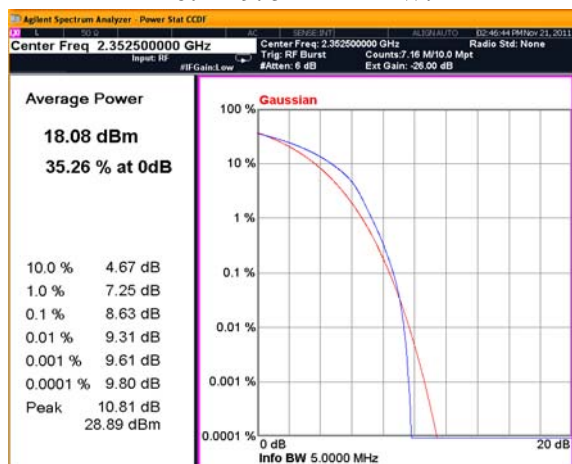 Agilent Spectrum Analyzer - Power Stat CCDF
L 50 Ω AC SENSE:INT ALIGN AUTO 02:46:44 PM Nov 21, 2011
Center Freq 2.352500000 GHz
Input: RF
#IFGain:Low
Center Freq: 2.352500000 GHz
Radio Std: None
Trig: RF Burst
Counts:7.16 M/10.0 Mpt
#Atten: 6 dB
Ext Gain: -26.00 dB
Average Power
18.08 dBm
35.26 % at 0dB
10.0 % 4.67 dB
1.0 % 7.25 dB
0.1 % 8.63 dB
0.01 % 9.31 dB
0.001 % 9.61 dB
0.0001 % 9.80 dB
Peak 10.81 dB
28.89 dBm
Gaussian
100 %
10 %
1 %
0.1 %
0.01 %
0.001 %
0.0001 %
0 dB
20 dB
Info BW 5.0000 MHz